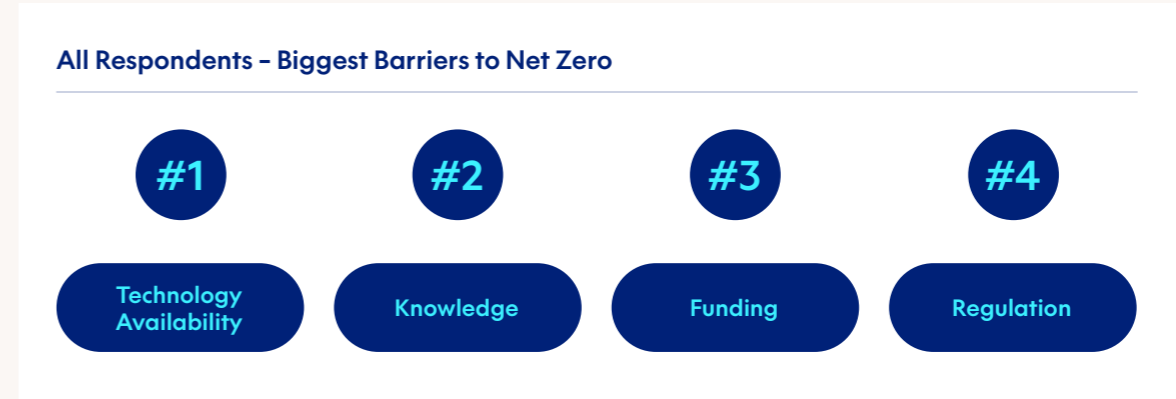 All Respondents – Biggest Barriers to Net Zero
#1
#2
#3
#4
Technology
Availability
Knowledge
Funding
Regulation